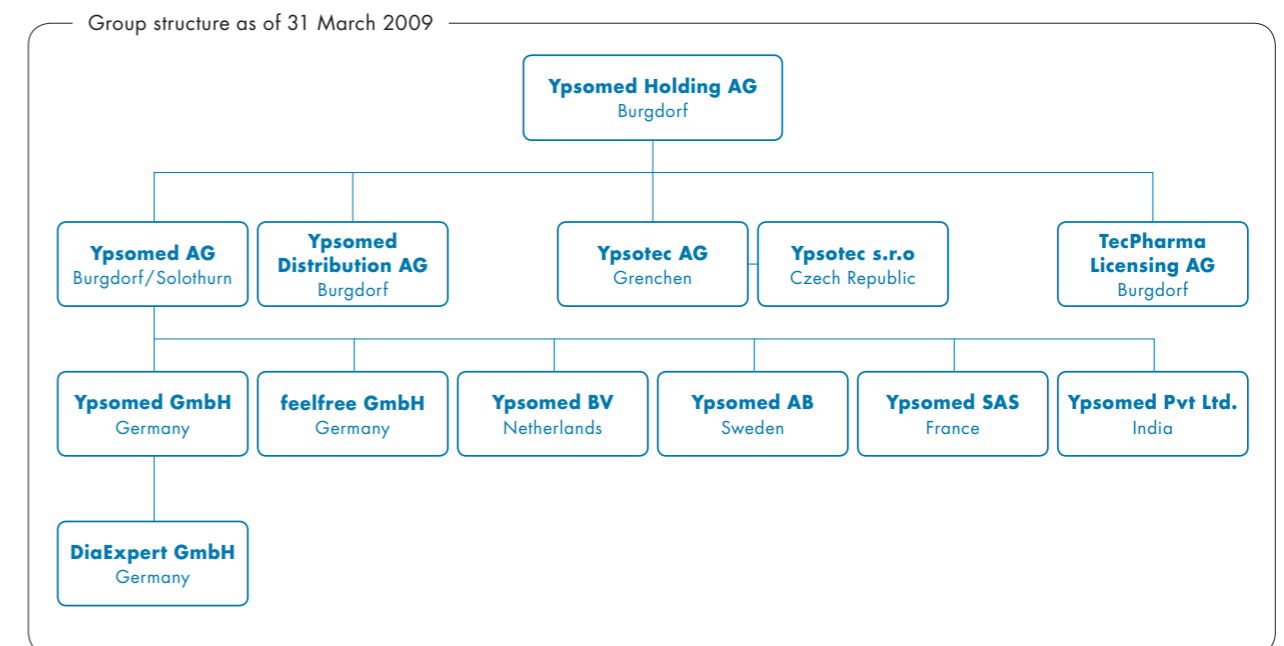 Group structure as of 31 March 2009
Ypsomed Holding AG
Burgdorf
Ypsomed AG
Burgdorf/Solothurn
Ypsomed
Distribution AG
Burgdorf
Ypsotec AG
Grenchen
Ypsotec s.r.o
Czech Republic
TecPharma
Licensing AG
Burgdorf
Ypsomed GmbH
Germany
feelfree GmbH
Germany
Ypsomed BV
Netherlands
Ypsomed AB
Sweden
Ypsomed SAS
France
Ypsomed Pvt Ltd.
India
DiaExpert GmbH
Germany